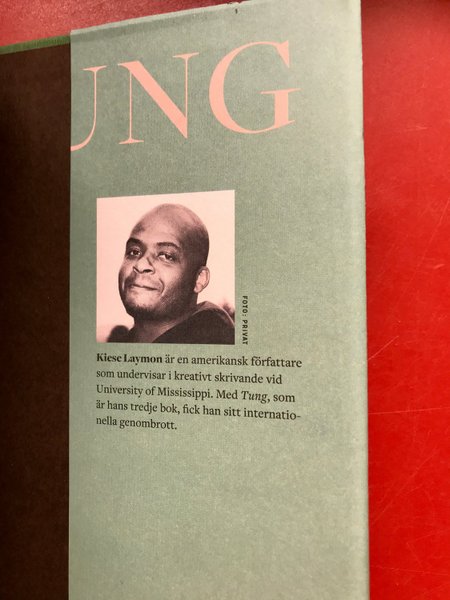 UNG
FOTO: PRIVAT
Kiese Laymon är en amerikansk författare
som undervisar i kreativt skrivande vid
University of Mississippi. Med Tung, som
är hans tredje bok, fick han sitt internatio-
nella genombrott.